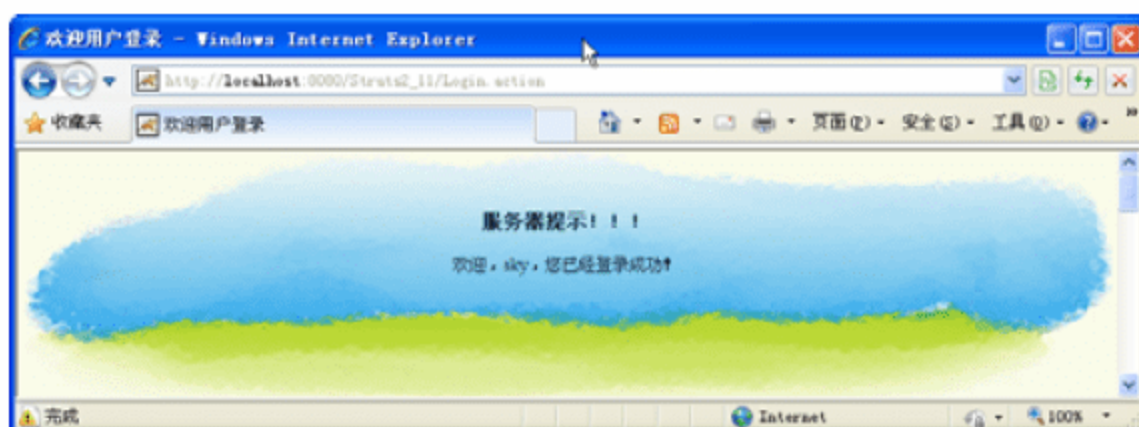 欢迎用户登录 - Windows Internet Explorer
http://localhost:8080/Struts2_11/Login.action
收藏夹 欢迎用户登录 页面(P) 安全(S) 工具(O) »
服务器提示！！！
欢迎，sky，您已经登录成功！
完成 Internet 100%